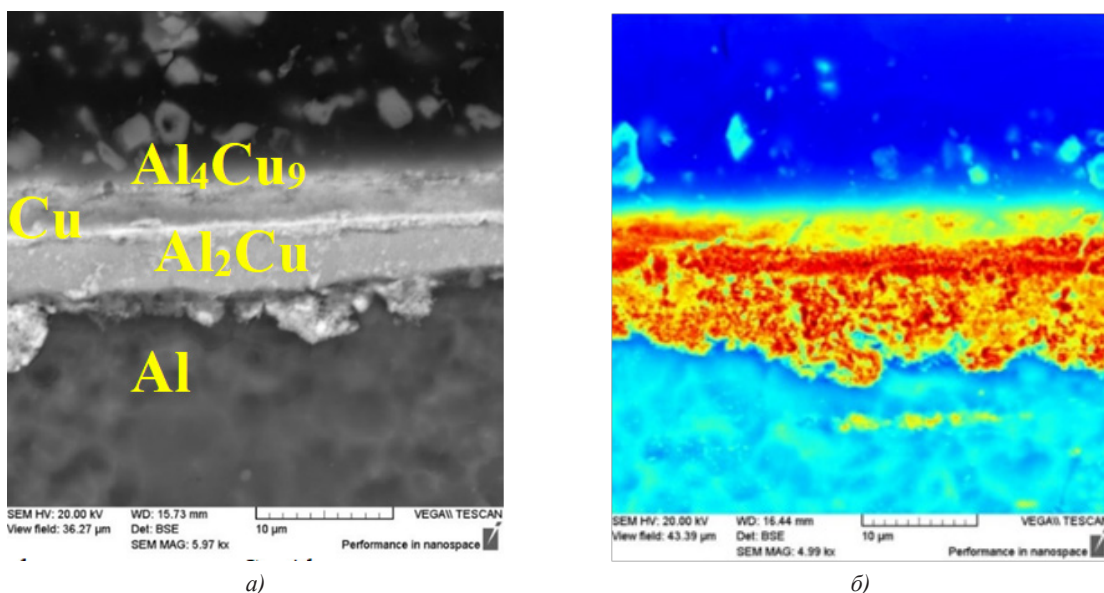 Al₄Cu₉
Cu
Al₂Cu
Al
SEM HV: 20.00 kV WD: 15.73 mm VEGA\\ TESCAN
View field: 36.27 µm Det: BSE 10 µm
SEM MAG: 5.97 kx Performance in nanospace
SEM HV: 20.00 kV WD: 16.44 mm VEGA\\ TESCAN
View field: 43.39 µm Det: BSE 10 µm
SEM MAG: 4.99 kx Performance in nanospace
а) б)